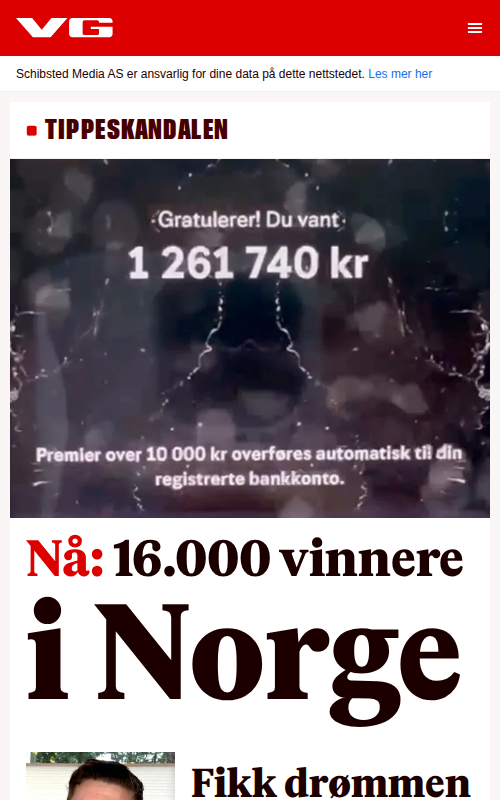 VG
Schibsted Media AS er ansvarlig for dine data på dette nettstedet. Les mer her
TIPPESKANDALEN
Gratulerer! Du vant
1 261 740 kr
Premier over 10 000 kr overføres automatisk til din
registrerte bankkonto.
Nå: 16.000 vinnere
i Norge
Fikk drømmen